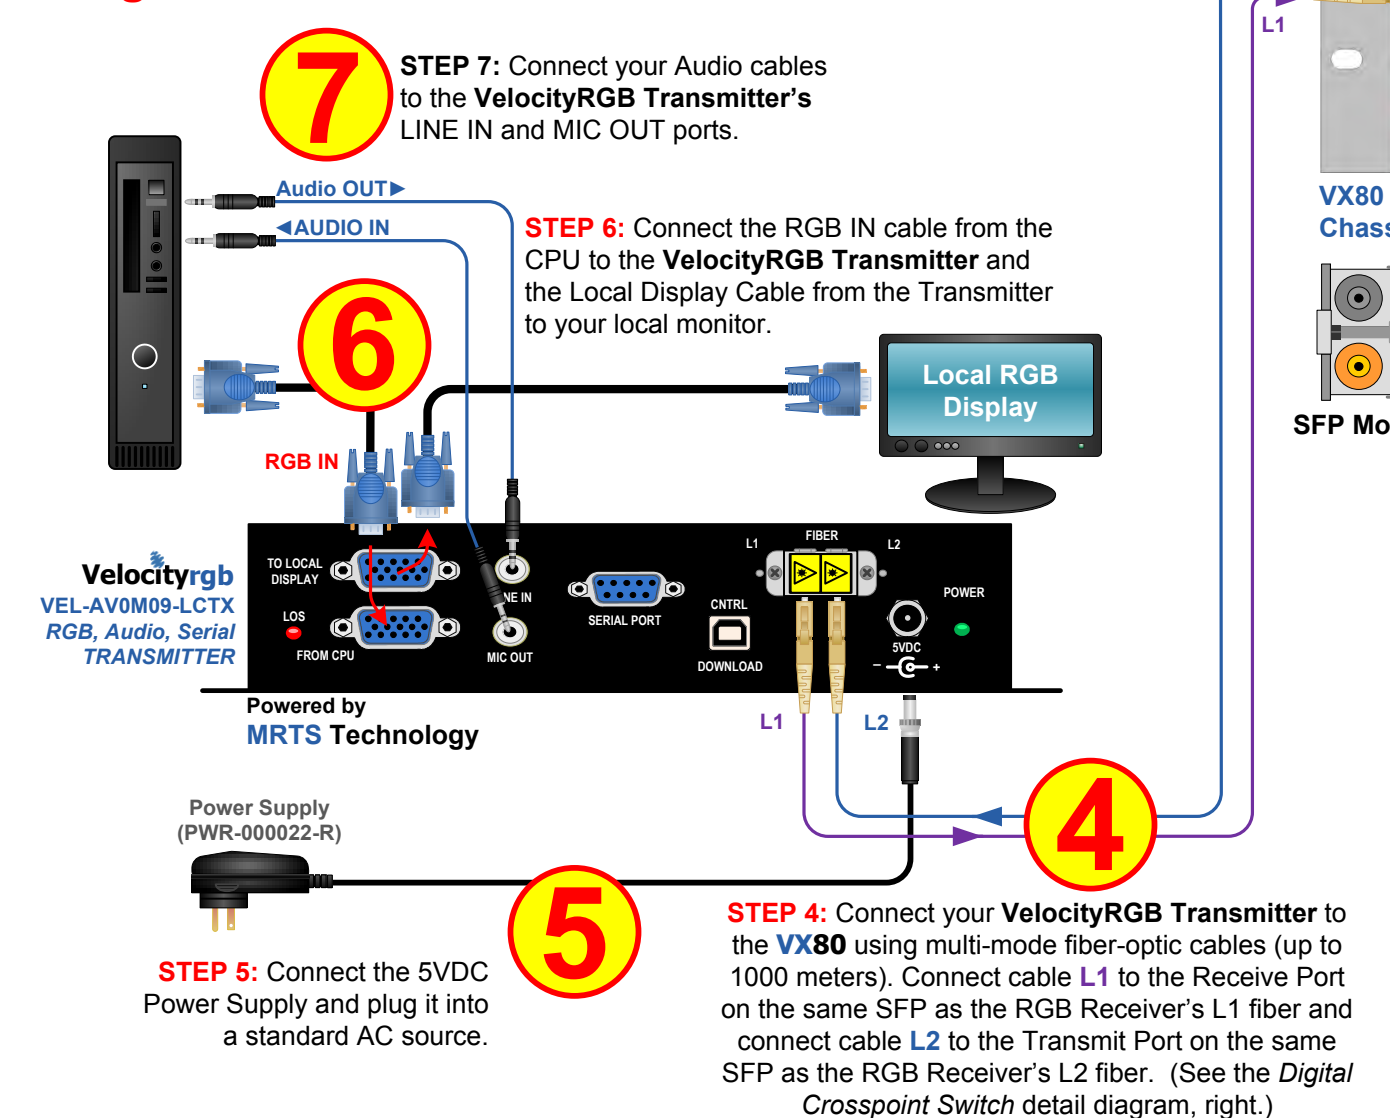 7
STEP 7: Connect your Audio cables
to the VelocityRGB Transmitter's
LINE IN and MIC OUT ports.
L1
Audio OUT►
◄AUDIO IN
VX80
Chass
STEP 6: Connect the RGB IN cable from the
CPU to the VelocityRGB Transmitter and
the Local Display Cable from the Transmitter
to your local monitor.
6
Local RGB
Display
SFP Mo
RGB IN
Velocityrgb
VEL-AV0M09-LCTX
RGB, Audio, Serial
TRANSMITTER
TO LOCAL
DISPLAY
LOS
FROM CPU
NE IN
MIC OUT
SERIAL PORT
L1
FIBER
L2
CNTRL
DOWNLOAD
5VDC
– +
POWER
Powered by
MRTS Technology
L1
L2
Power Supply
(PWR-000022-R)
4
5
STEP 5: Connect the 5VDC
Power Supply and plug it into
a standard AC source.
STEP 4: Connect your VelocityRGB Transmitter to
the VX80 using multi-mode fiber-optic cables (up to
1000 meters). Connect cable L1 to the Receive Port
on the same SFP as the RGB Receiver's L1 fiber and
connect cable L2 to the Transmit Port on the same
SFP as the RGB Receiver's L2 fiber. (See the Digital
Crosspoint Switch detail diagram, right.)